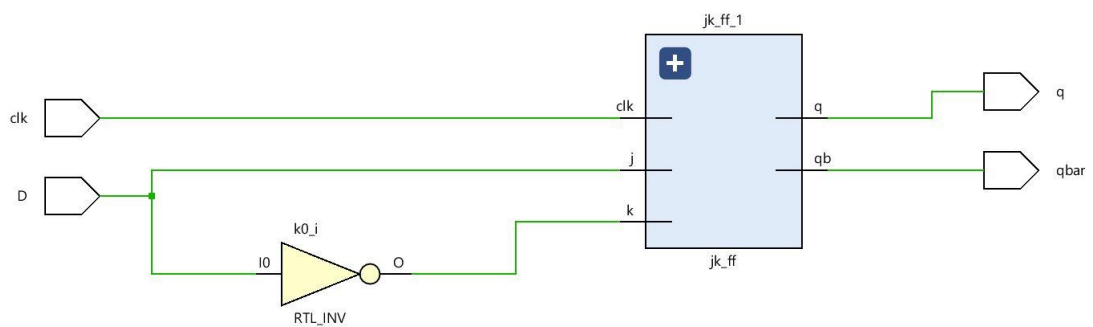 jk_ff_1
clk
clk
q
q
D
j
qb
qbar
k
k0_i
I0
O
jk_ff
RTL_INV